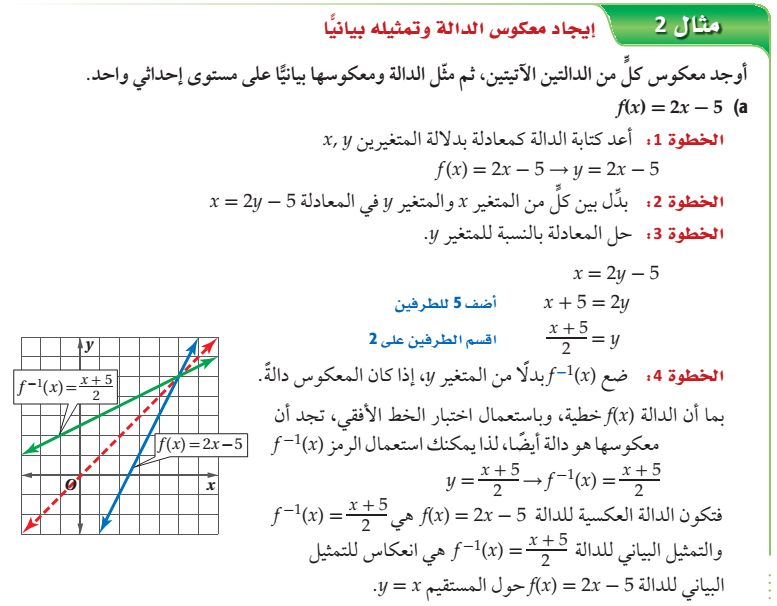 مثال 2 إيجاد معكوس الدالة وتمثيله بيانيًّا
أوجد معكوس كلٍّ من الدالتين الآتيتين، ثم مثّل الدالة ومعكوسها بيانيًّا على مستوى إحداثي واحد.
f(x) = 2x − 5 (a
الخطوة 1: أعد كتابة الدالة كمعادلة بدلالة المتغيرين x, y
f(x) = 2x − 5 → y = 2x − 5
الخطوة 2: بدِّل بين كلٍّ من المتغير x والمتغير y في المعادلة x = 2y − 5
الخطوة 3: حل المعادلة بالنسبة للمتغير y.
x = 2y − 5
x + 5 = 2y أضف 5 للطرفين
\frac{x + 5}{2} = y اقسم الطرفين على 2
الخطوة 4: ضع f⁻¹(x) بدلًا من المتغير y، إذا كان المعكوس دالةً.
بما أن الدالة f(x) خطية، وباستعمال اختبار الخط الأفقي، تجد أن
معكوسها هو دالة أيضًا، لذا يمكنك استعمال الرمز f⁻¹(x)
y = \frac{x + 5}{2} → f⁻¹(x) = \frac{x + 5}{2}
فتكون الدالة العكسية للدالة f(x) = 2x − 5 هي f⁻¹(x) = \frac{x + 5}{2}
والتمثيل البياني للدالة f⁻¹(x) = \frac{x + 5}{2} هي انعكاس للتمثيل
البياني للدالة f(x) = 2x − 5 حول المستقيم y = x.
y
f⁻¹(x) = \frac{x + 5}{2}
f(x) = 2x − 5
O
x